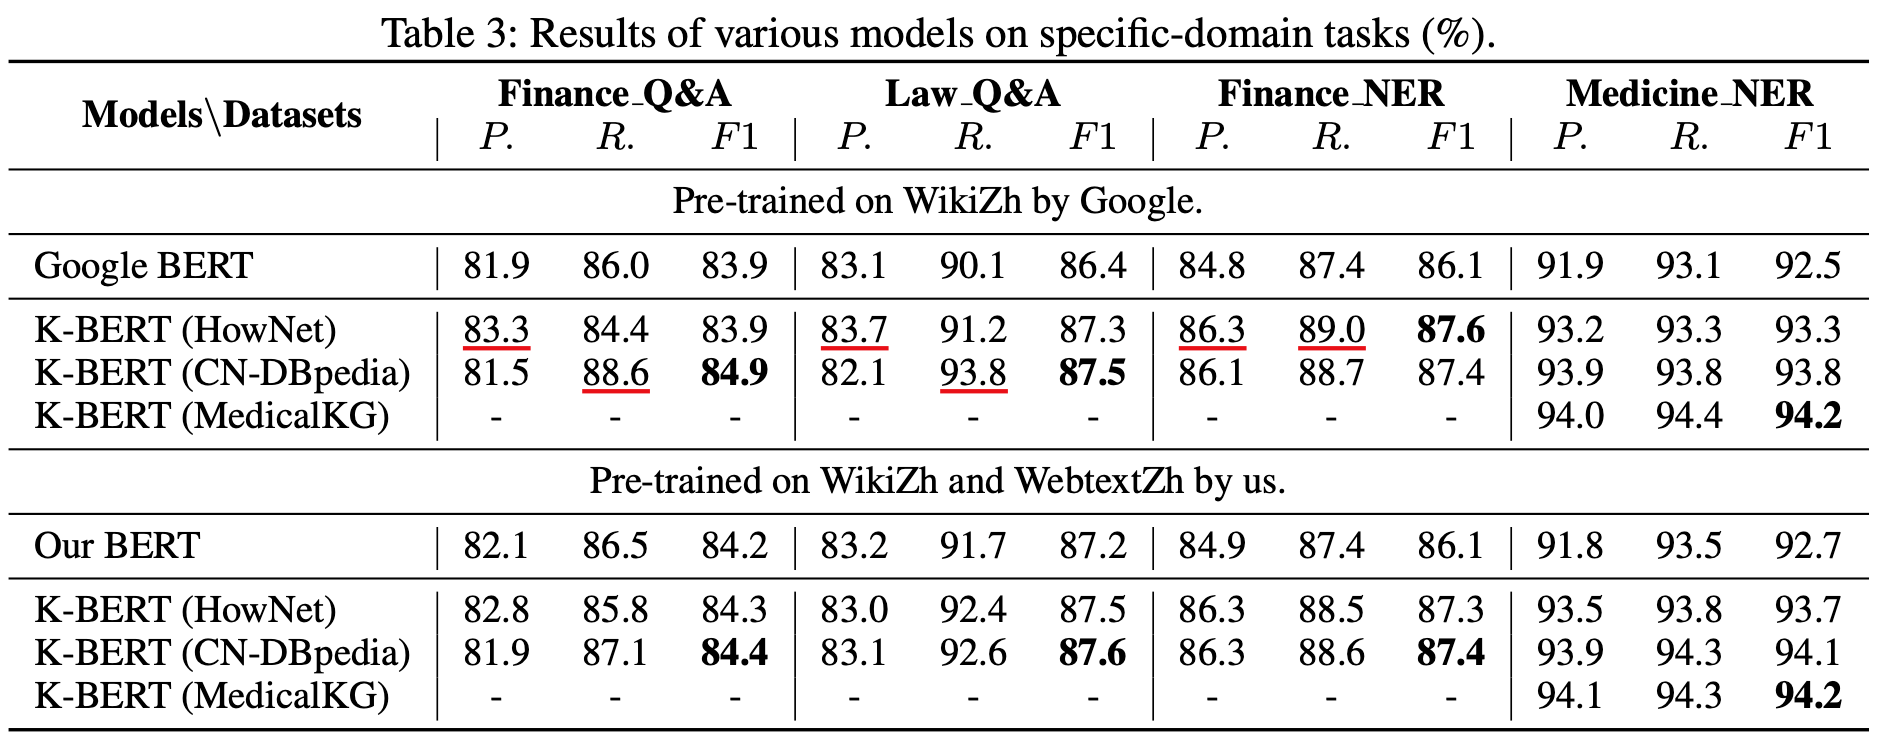 Table 3: Results of various models on specific-domain tasks (%).
Models\Datasets Finance_Q&A Law_Q&A Finance_NER Medicine_NER
P. R. F1 P. R. F1 P. R. F1 P. R. F1
Pre-trained on WikiZh by Google.
Google BERT 81.9 86.0 83.9 83.1 90.1 86.4 84.8 87.4 86.1 91.9 93.1 92.5
K-BERT (HowNet) 83.3 84.4 83.9 83.7 91.2 87.3 86.3 89.0 87.6 93.2 93.3 93.3
K-BERT (CN-DBpedia) 81.5 88.6 84.9 82.1 93.8 87.5 86.1 88.7 87.4 93.9 93.8 93.8
K-BERT (MedicalKG) - - - - - - - - - 94.0 94.4 94.2
Pre-trained on WikiZh and WebtextZh by us.
Our BERT 82.1 86.5 84.2 83.2 91.7 87.2 84.9 87.4 86.1 91.8 93.5 92.7
K-BERT (HowNet) 82.8 85.8 84.3 83.0 92.4 87.5 86.3 88.5 87.3 93.5 93.8 93.7
K-BERT (CN-DBpedia) 81.9 87.1 84.4 83.1 92.6 87.6 86.3 88.6 87.4 93.9 94.3 94.1
K-BERT (MedicalKG) - - - - - - - - - 94.1 94.3 94.2